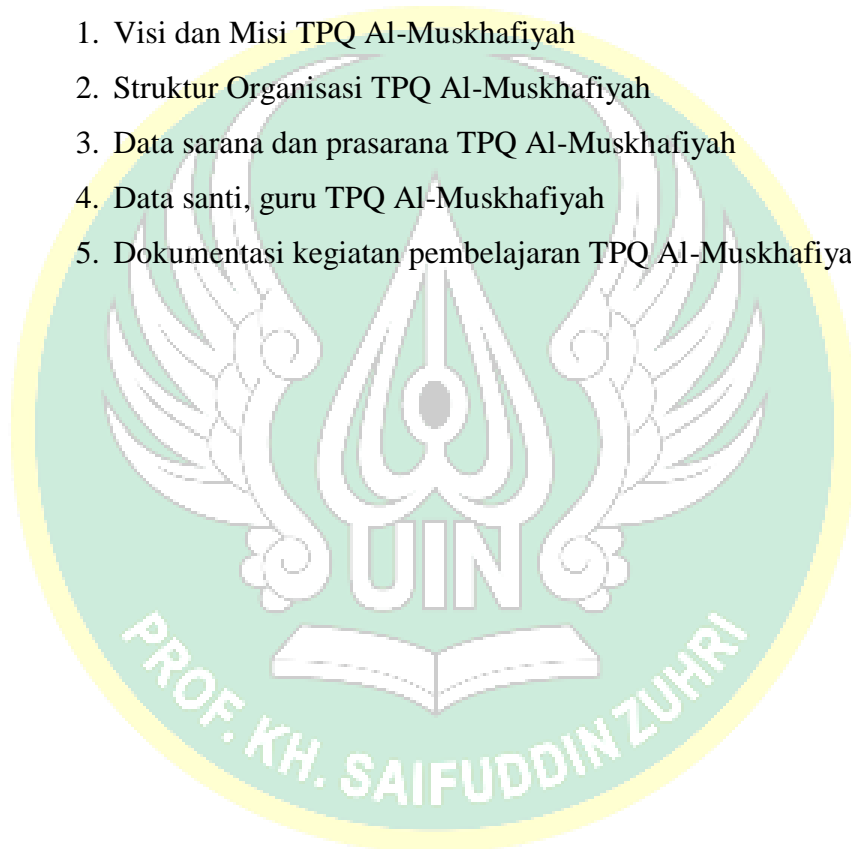 1. Visi dan Misi TPQ Al-Muskhafiyah
2. Struktur Organisasi TPQ Al-Muskhafiyah
3. Data sarana dan prasarana TPQ Al-Muskhafiyah
4. Data santi, guru TPQ Al-Muskhafiyah
5. Dokumentasi kegiatan pembelajaran TPQ Al-Muskhafiya
UIN
PROF. KH. SAIFUDDIN ZUHRI